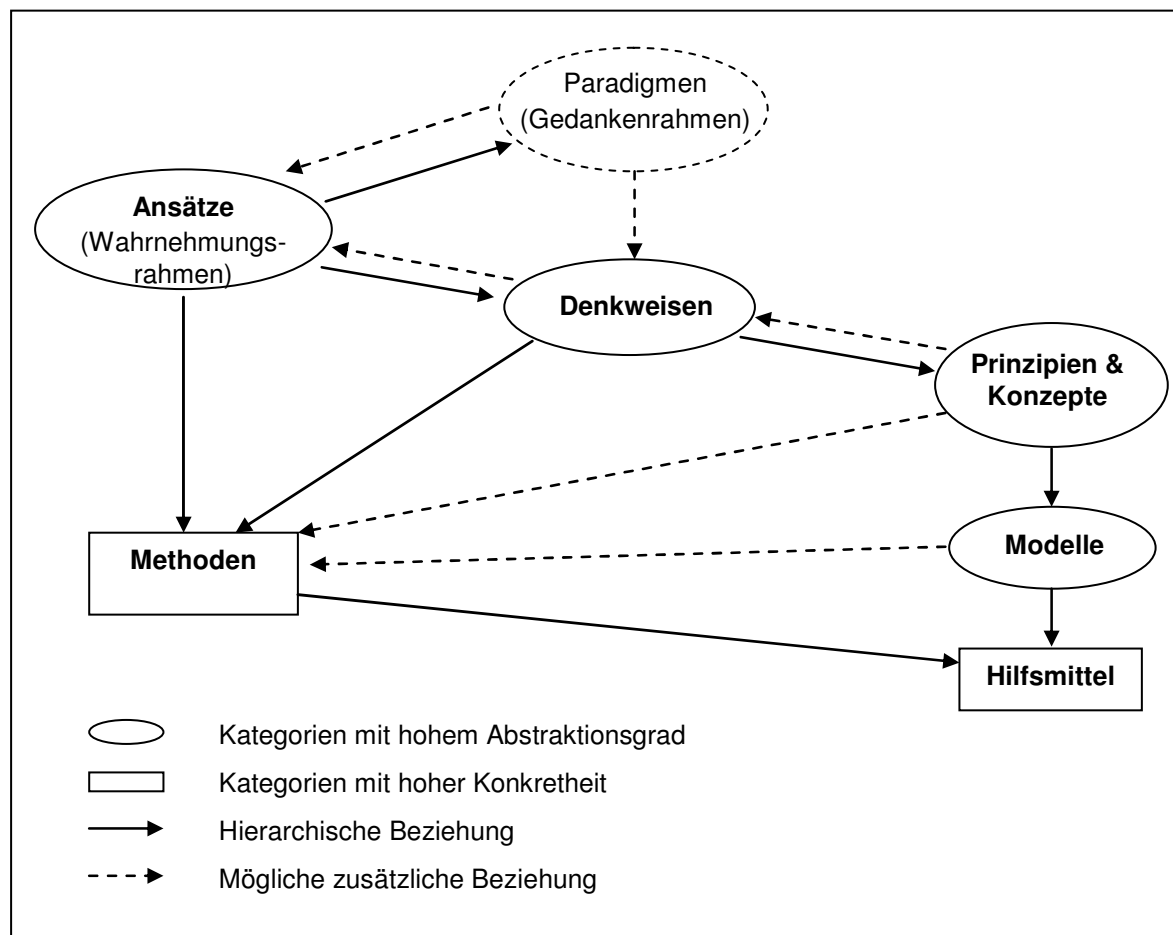 Paradigmen
(Gedankenrahmen)
Ansätze
(Wahrnehmungs-
rahmen)
Denkweisen
Prinzipien &
Konzepte
Methoden
Modelle
Hilfsmittel
Kategorien mit hohem Abstraktionsgrad
Kategorien mit hoher Konkretheit
Hierarchische Beziehung
Mögliche zusätzliche Beziehung